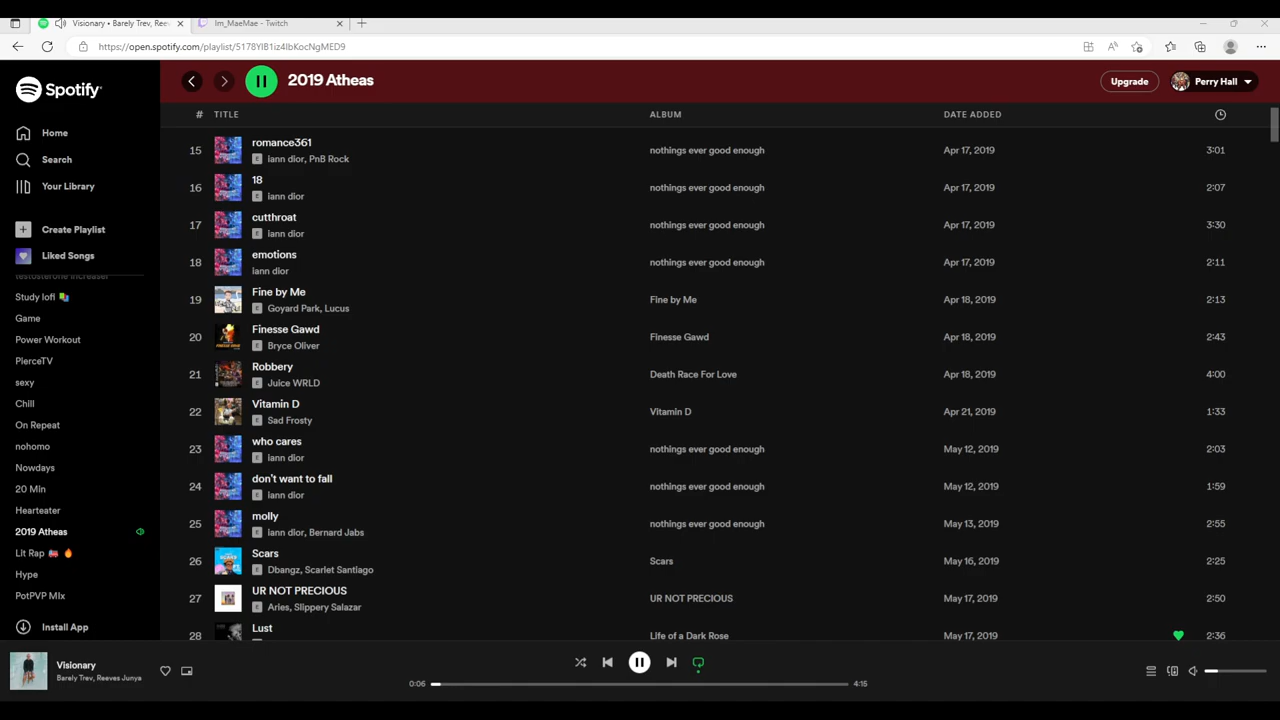 Visionary • Barely Trev, Reev
Im_MaeMae - Twitch
https://open.spotify.com/playlist/5178YlB1iz4lbKocNgMED9
Spotify
2019 Atheas
Upgrade
Perry Hall
Home
Search
Your Library
Create Playlist
Liked Songs
testosterone increaser
Study lofi
Game
Power Workout
PierceTV
sexy
Chill
On Repeat
nohomo
Nowdays
20 Min
Hearteater
2019 Atheas
Lit Rap
Hype
PotPVP MIx
Install App
# TITLE ALBUM DATE ADDED
15 romance361 nothings ever good enough Apr 17, 2019 3:01
E iann dior, PnB Rock
16 18 nothings ever good enough Apr 17, 2019 2:07
E iann dior
17 cutthroat nothings ever good enough Apr 17, 2019 3:30
E iann dior
18 emotions nothings ever good enough Apr 17, 2019 2:11
iann dior
19 Fine by Me Fine by Me Apr 18, 2019 2:13
E Goyard Park, Lucus
20 Finesse Gawd Finesse Gawd Apr 18, 2019 2:43
E Bryce Oliver
21 Robbery Death Race For Love Apr 18, 2019 4:00
E Juice WRLD
22 Vitamin D Vitamin D Apr 21, 2019 1:33
E Sad Frosty
23 who cares nothings ever good enough May 12, 2019 2:03
E iann dior
24 don't want to fall nothings ever good enough May 12, 2019 1:59
E iann dior
25 molly nothings ever good enough May 13, 2019 2:55
E iann dior, Bernard Jabs
26 Scars Scars May 16, 2019 2:25
E Dbangz, Scarlet Santiago
27 UR NOT PRECIOUS UR NOT PRECIOUS May 17, 2019 2:50
E Aries, Slippery Salazar
28 Lust Life of a Dark Rose May 17, 2019 2:36
Visionary
Barely Trev, Reeves Junya
0:06 4:15